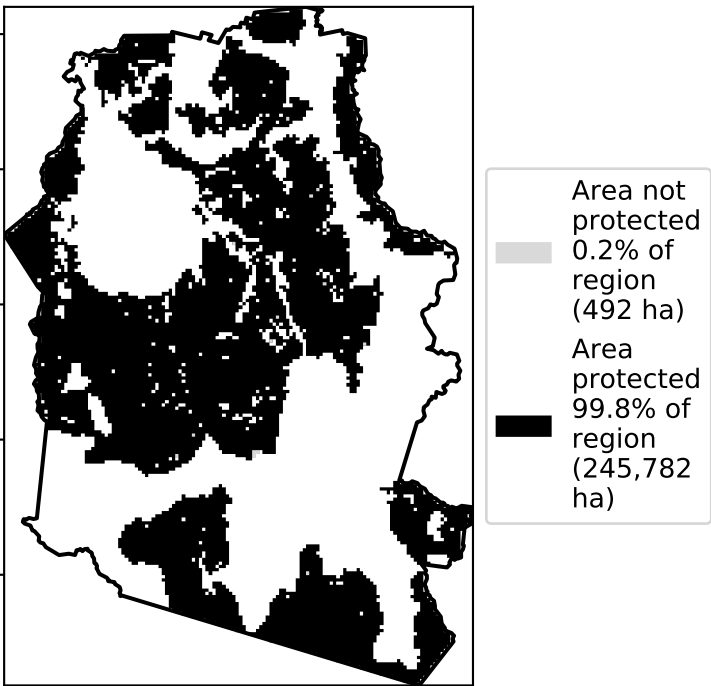 Area not
protected
0.2% of
region
(492 ha)
Area
protected
99.8% of
region
(245,782
ha)